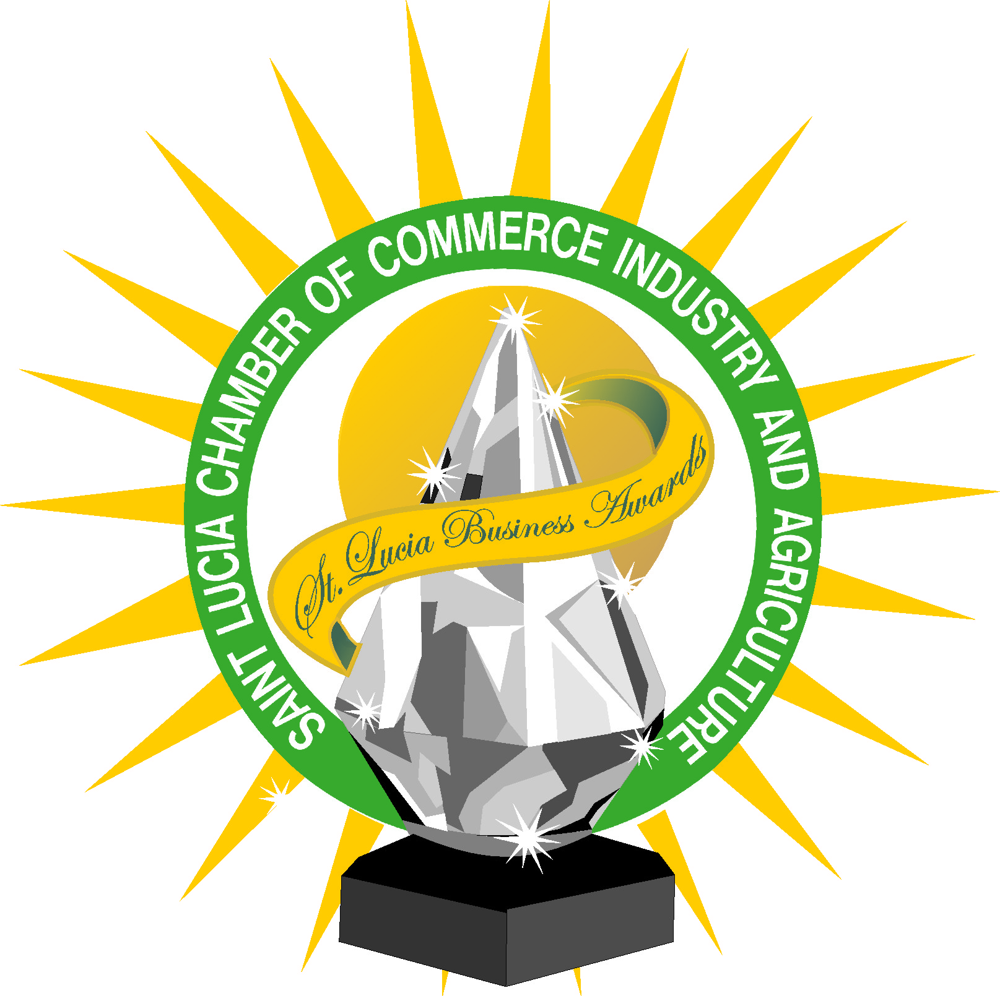 SAINT LUCIA CHAMBER OF COMMERCE INDUSTRY AND AGRICULTURE
St. Lucia Business Awards